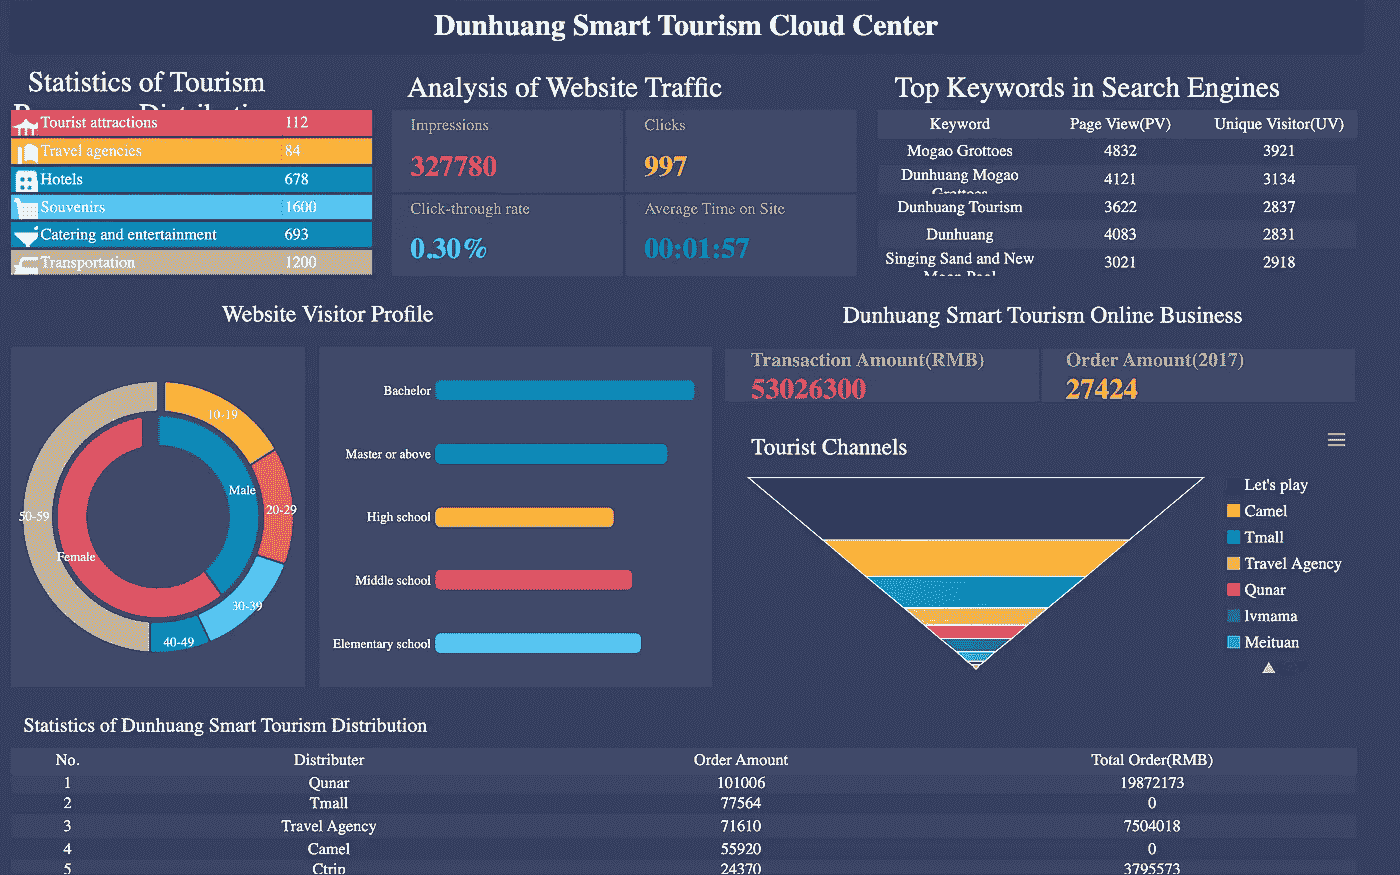 Dunhuang Smart Tourism Cloud Center
Statistics of Tourism
Tourist attractions 112
Travel agencies 84
Hotels 678
Souvenirs 1600
Catering and entertainment 693
Transportation 1200
Analysis of Website Traffic
Impressions Clicks
327780 997
Click-through rate Average Time on Site
0.30% 00:01:57
Top Keywords in Search Engines
Keyword Page View(PV) Unique Visitor(UV)
Mogao Grottoes 4832 3921
Dunhuang Mogao
Grottoes 4121 3134
Dunhuang Tourism 3622 2837
Dunhuang 4083 2831
Singing Sand and New
Moon Pool 3021 2918
Website Visitor Profile
10-19
Male
20-29
50-59
Female
30-39
40-49
Bachelor
Master or above
High school
Middle school
Elementary school
Dunhuang Smart Tourism Online Business
Transaction Amount(RMB) Order Amount(2017)
53026300 27424
Tourist Channels
Let's play
Camel
Tmall
Travel Agency
Qunar
lvmama
Meituan
Statistics of Dunhuang Smart Tourism Distribution
No. Distributer Order Amount Total Order(RMB)
1 Qunar 101006 19872173
2 Tmall 77564 0
3 Travel Agency 71610 7504018
4 Camel 55920 0
5 Ctrip 24370 3795573